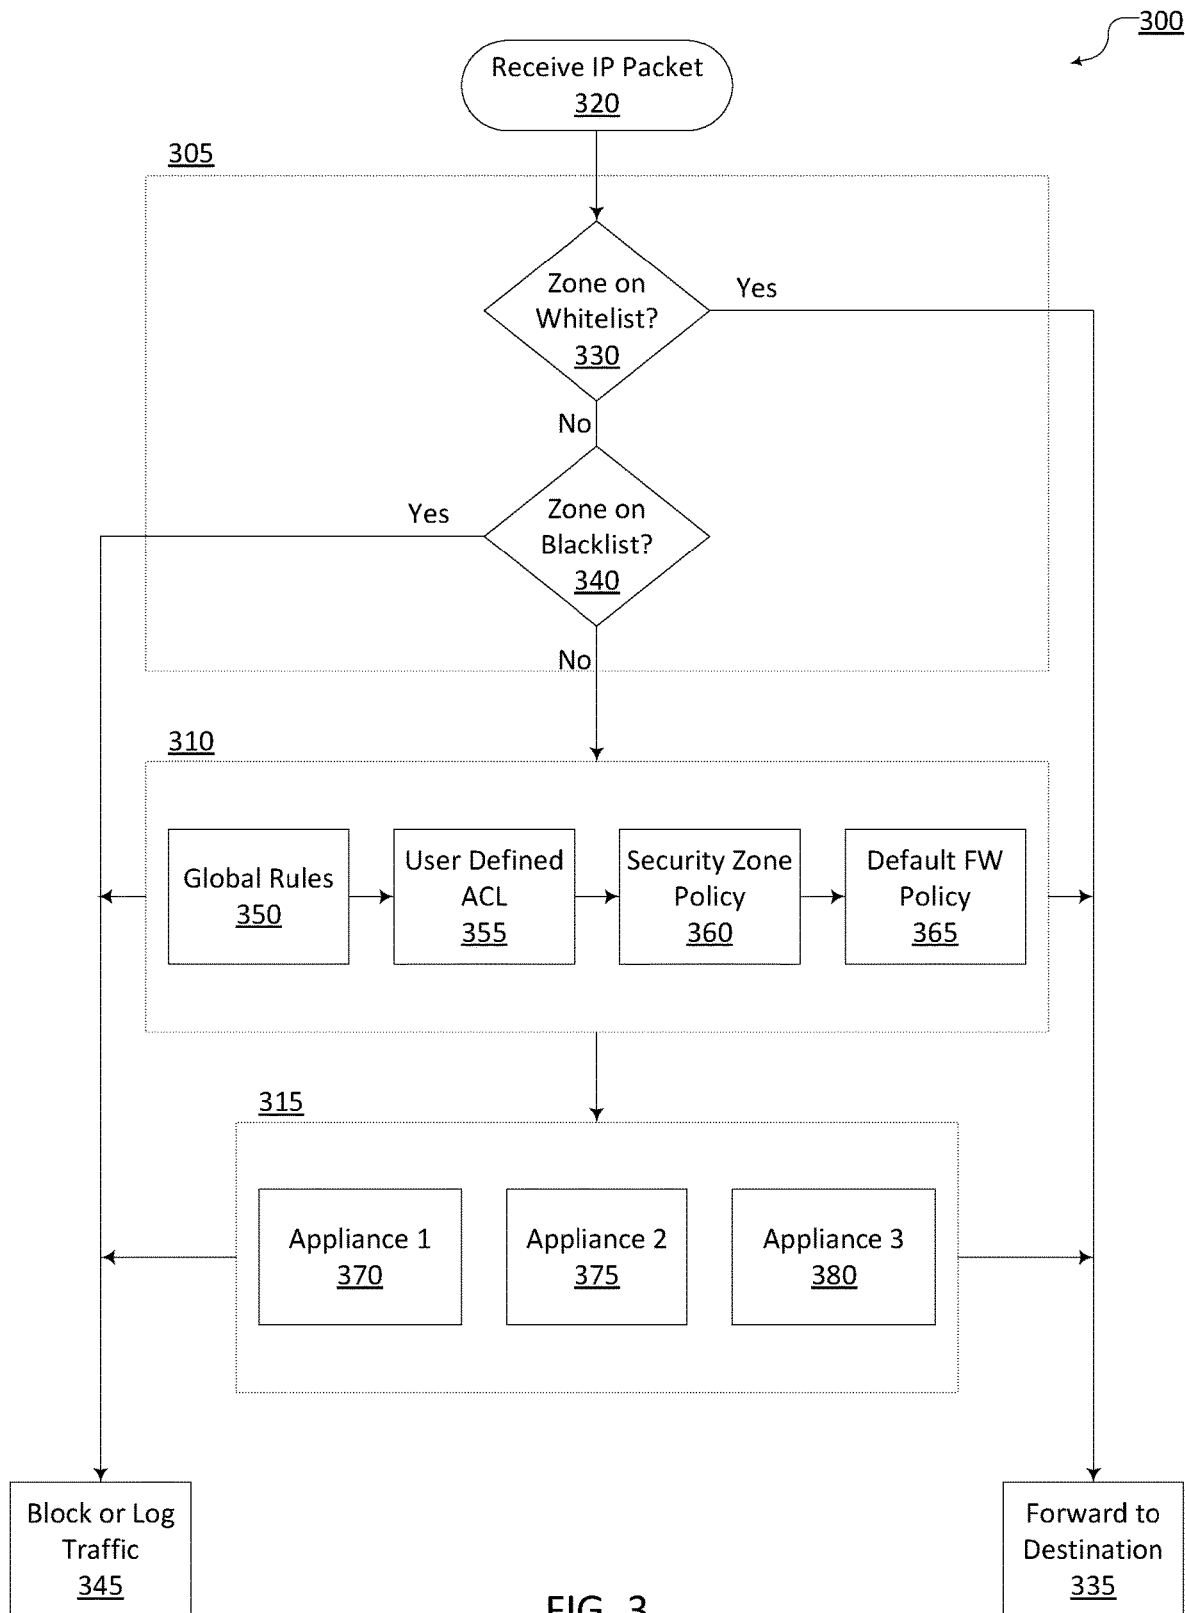 300
Receive IP Packet
320
305
Zone on
Whitelist?
330
Yes
No
Zone on
Blacklist?
340
Yes
No
310
Global Rules
350
User Defined
ACL
355
Security Zone
Policy
360
Default FW
Policy
365
315
Appliance 1
370
Appliance 2
375
Appliance 3
380
Block or Log
Traffic
345
Forward to
Destination
335
FIG. 3